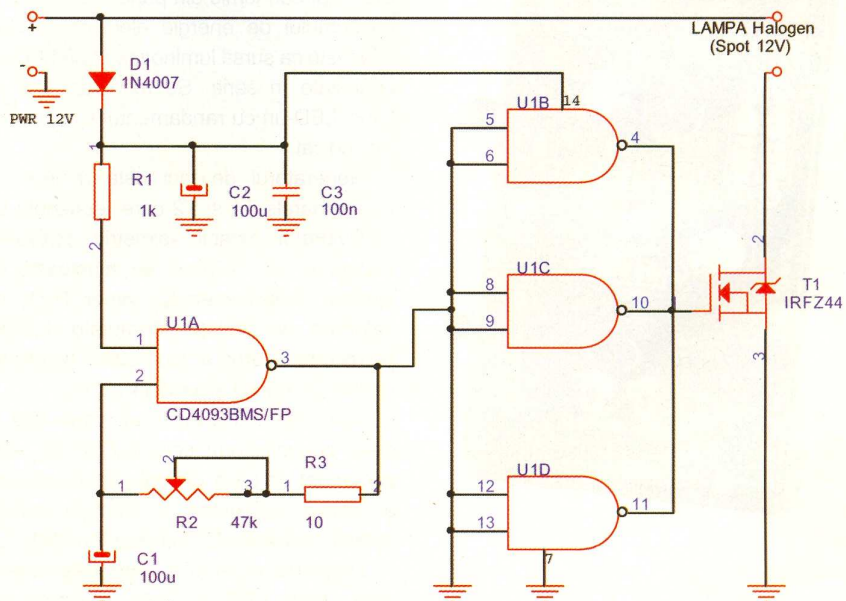 +
LAMPA Halogen
(Spot 12V)
-
D1
1N4007
PWR 12V
U1B
14
5
6
4
1
R1
1k
2
C2
100u
C3
100n
2
U1C
8
9
10
1
T1
IRFZ44
3
U1A
1
2
3
CD4093BMS/FP
2
1
3
R2
47k
R3
1
2
10
U1D
12
13
11
7
C1
100u